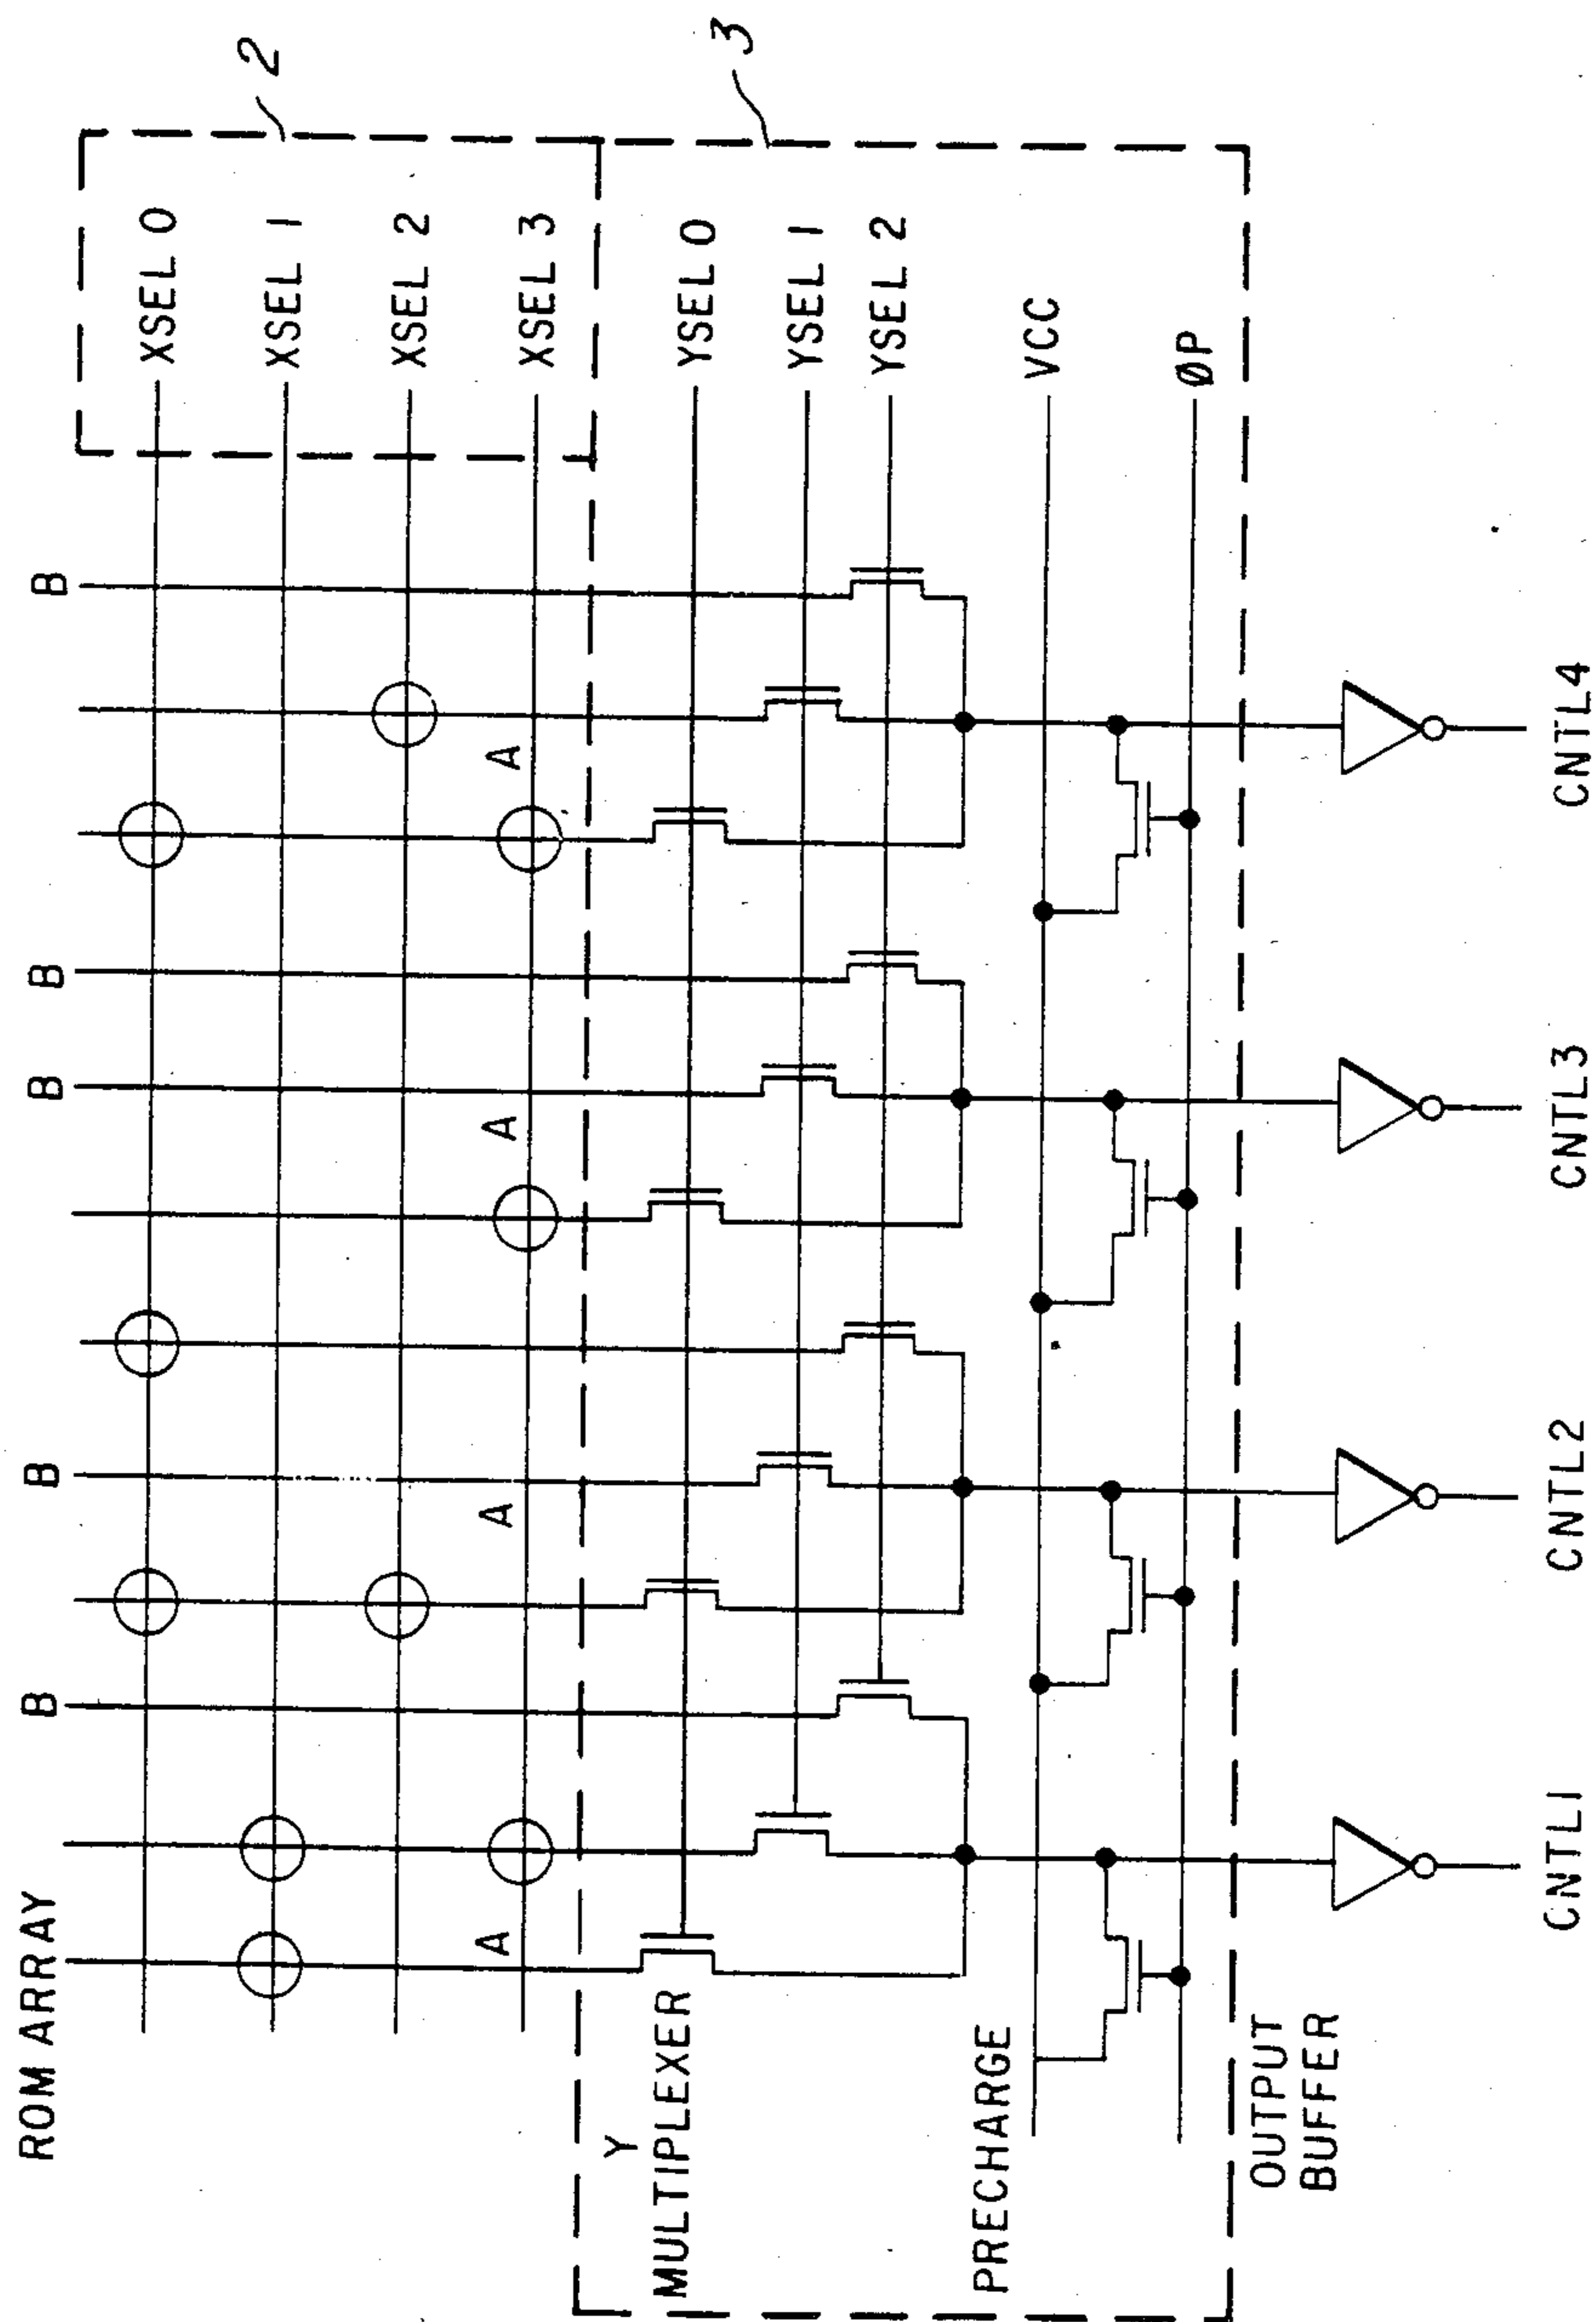 2
3
ROM ARRAY
B
B
B
B
B
XSEL 0
XSEL 1
XSEL 2
A
A
A
A
XSEL 3
Y
MULTIPLEXER
YSEL 0
YSEL 1
YSEL 2
PRECHARGE
VCC
ØP
OUTPUT
BUFFER
CNTL1
CNTL2
CNTL3
CNTL4